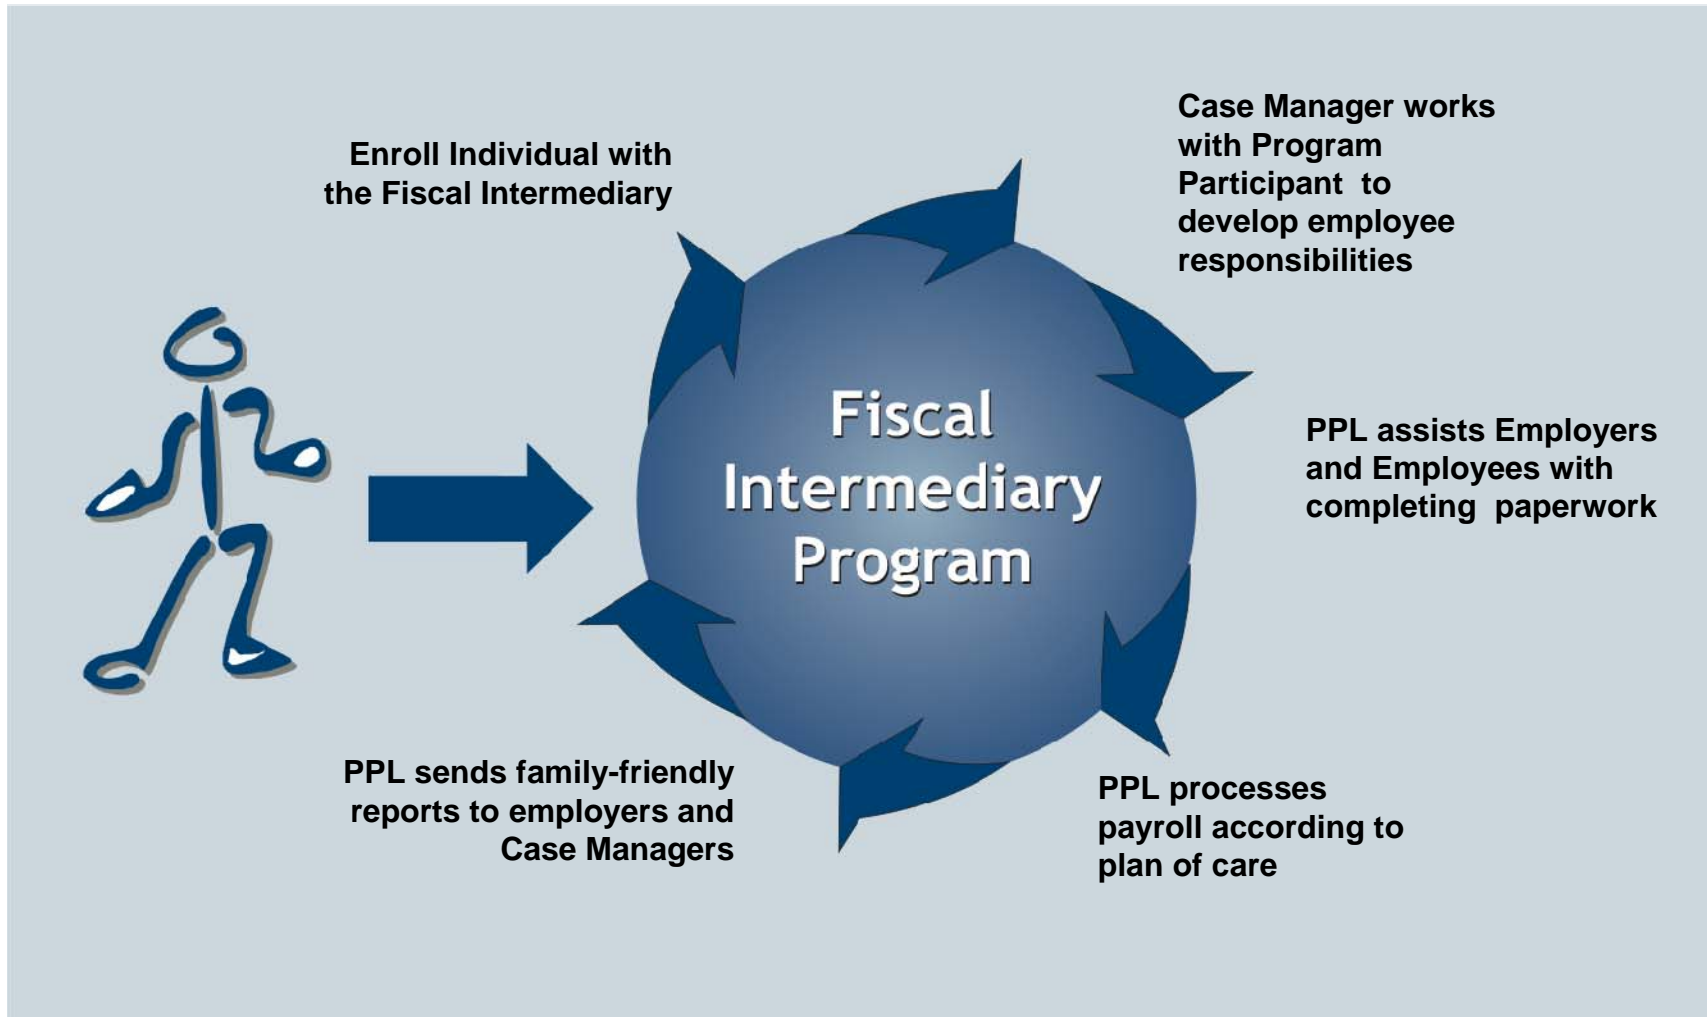 Enroll Individual with
the Fiscal Intermediary
Case Manager works
with Program
Participant to
develop employee
responsibilities
Fiscal
Intermediary
Program
PPL assists Employers
and Employees with
completing paperwork
PPL processes
payroll according to
plan of care
PPL sends family-friendly
reports to employers and
Case Managers